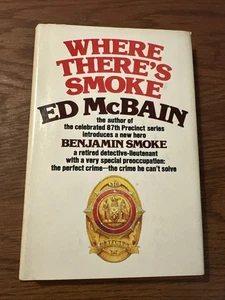 WHERE
THERE'S
SMOKE
ED McBAIN
the author of
the celebrated 87th Precinct series
introduces a new hero
BENJAMIN SMOKE
a retired detective-lieutenant
with a very special preoccupation:
the perfect crime—the crime he can't solve